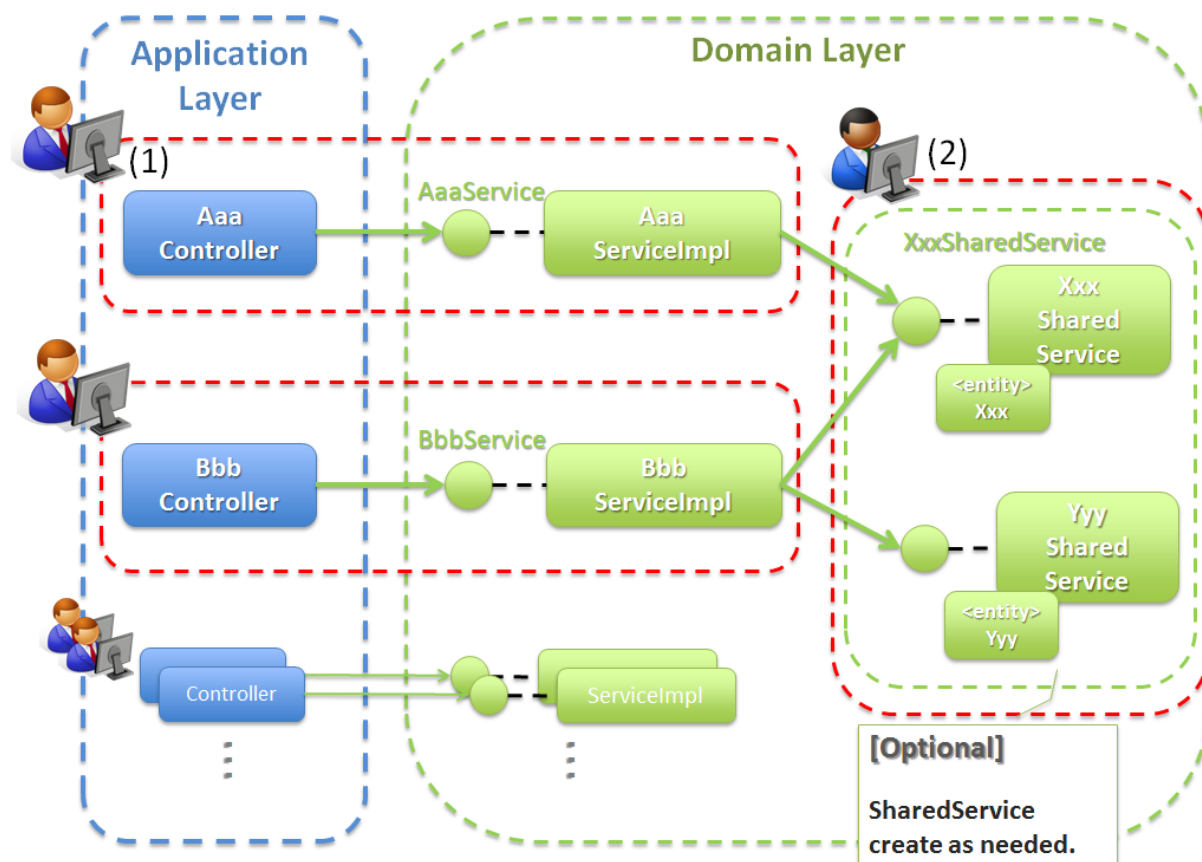 Application
Layer
Domain Layer
(1)
(2)
AaaService
Aaa
Controller
Aaa
ServiceImpl
XxxSharedService
Xxx
Shared
Service
<entity>
Xxx
BbbService
Bbb
Controller
Bbb
ServiceImpl
Yyy
Shared
Service
<entity>
Yyy
Controller
ServiceImpl
[Optional]
SharedService
create as needed.